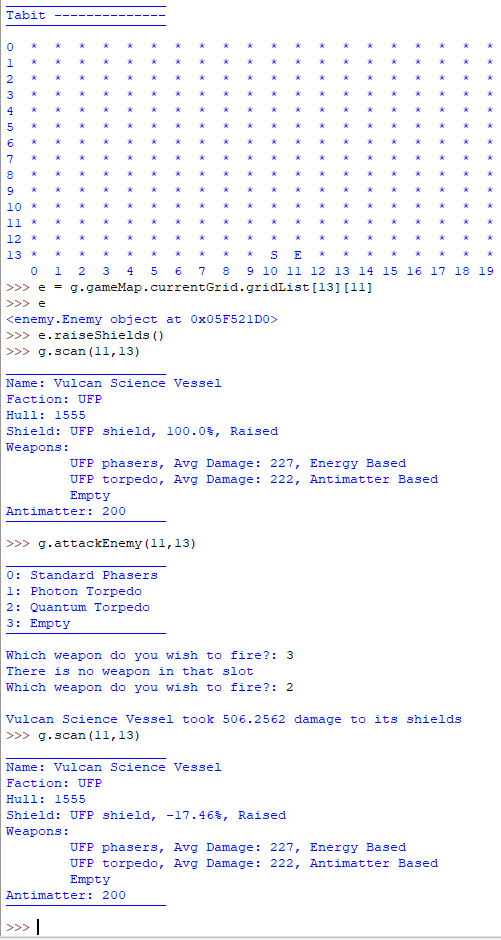 Tabit --------------
0 * * * * * * * * * * * * * * * * * * * *
1 * * * * * * * * * * * * * * * * * * * *
2 * * * * * * * * * * * * * * * * * * * *
3 * * * * * * * * * * * * * * * * * * * *
4 * * * * * * * * * * * * * * * * * * * *
5 * * * * * * * * * * * * * * * * * * * *
6 * * * * * * * * * * * * * * * * * * * *
7 * * * * * * * * * * * * * * * * * * * *
8 * * * * * * * * * * * * * * * * * * * *
9 * * * * * * * * * * * * * * * * * * * *
10 * * * * * * * * * * * * * * * * * * * *
11 * * * * * * * * * * * * * * * * * * * *
12 * * * * * * * * * * * * * * * * * * * *
13 * * * * * * * * * * S E * * * * * * * *
0 1 2 3 4 5 6 7 8 9 10 11 12 13 14 15 16 17 18 19
>>> e = g.gameMap.currentGrid.gridList[13][11]
>>> e
<enemy.Enemy object at 0x05F521D0>
>>> e.raiseShields()
>>> g.scan(11,13)
Name: Vulcan Science Vessel
Faction: UFP
Hull: 1555
Shield: UFP shield, 100.0%, Raised
Weapons:
UFP phasers, Avg Damage: 227, Energy Based
UFP torpedo, Avg Damage: 222, Antimatter Based
Empty
Antimatter: 200
>>> g.attackEnemy(11,13)
0: Standard Phasers
1: Photon Torpedo
2: Quantum Torpedo
3: Empty
Which weapon do you wish to fire?: 3
There is no weapon in that slot
Which weapon do you wish to fire?: 2
Vulcan Science Vessel took 506.2562 damage to its shields
>>> g.scan(11,13)
Name: Vulcan Science Vessel
Faction: UFP
Hull: 1555
Shield: UFP shield, -17.46%, Raised
Weapons:
UFP phasers, Avg Damage: 227, Energy Based
UFP torpedo, Avg Damage: 222, Antimatter Based
Empty
Antimatter: 200
>>>